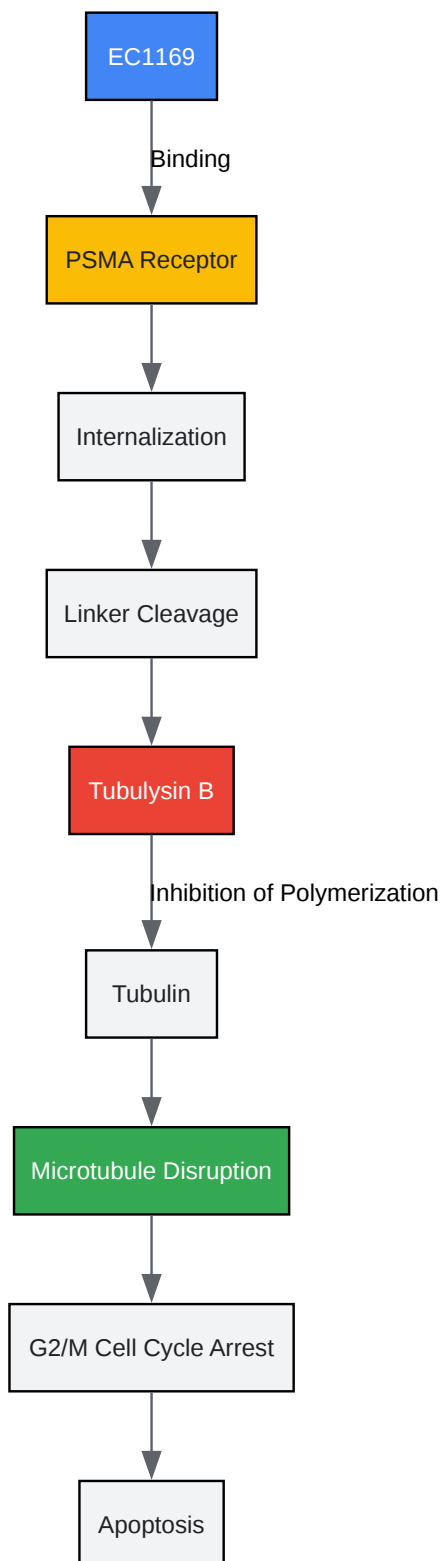 EC1169
Binding
PSMA Receptor
Internalization
Linker Cleavage
Tubulysin B
Inhibition of Polymerization
Tubulin
Microtubule Disruption
G2/M Cell Cycle Arrest
Apoptosis